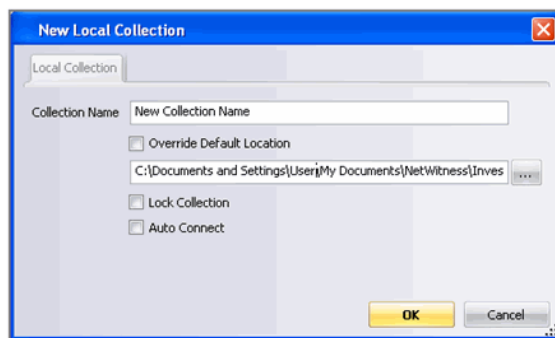 New Local Collection
Local Collection
Collection Name New Collection Name
Override Default Location
C:\Documents and Settings\User\My Documents\NetWitness\Inves ...
Lock Collection
Auto Connect
OK Cancel